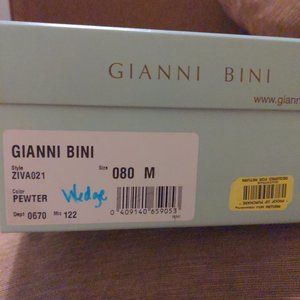 GIANNI BINI
www.giann
GIANNI BINI
Style Size
ZIVA021 080 M
Color
PEWTER Wedge
Dept 0670 Mic 122
0 409140 659053